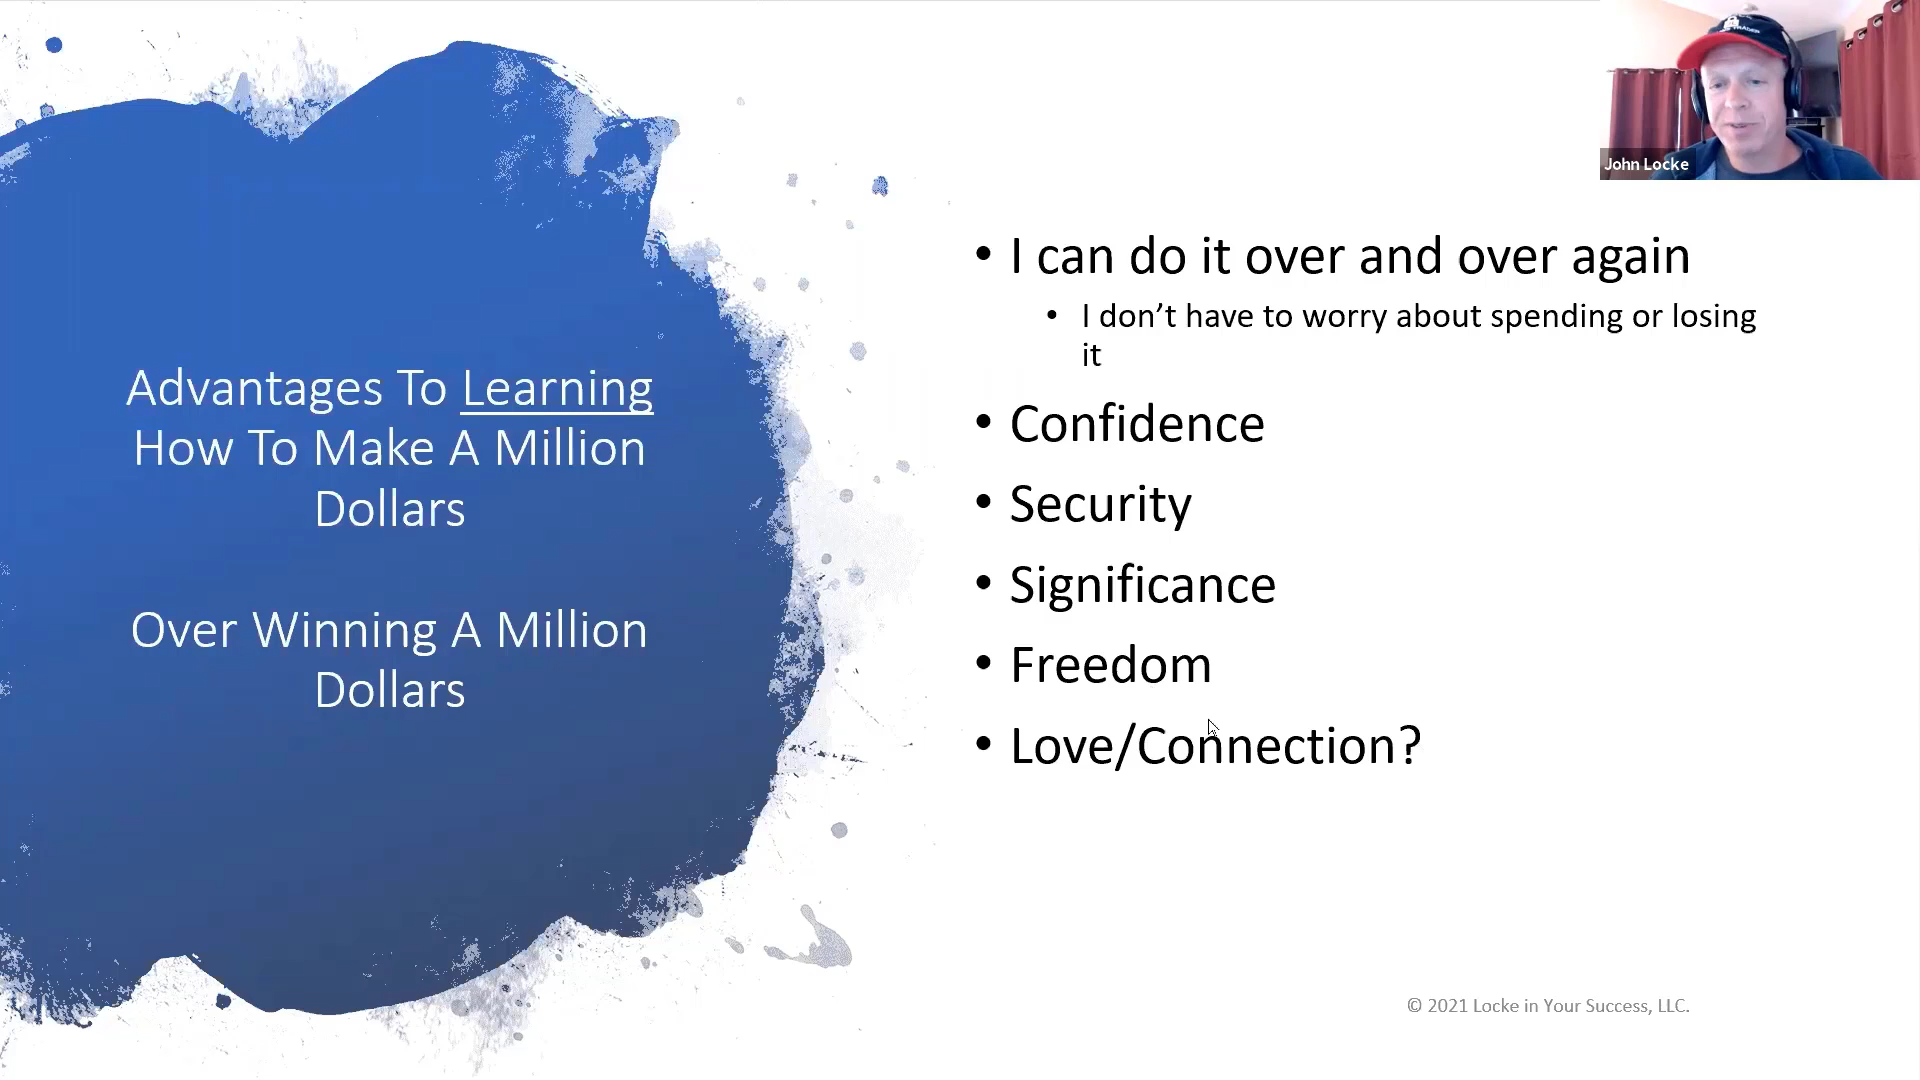 John Locke
Advantages To Learning
How To Make A Million
Dollars
Over Winning A Million
Dollars
• I can do it over and over again
• I don’t have to worry about spending or losing
it
• Confidence
• Security
• Significance
• Freedom
• Love/Connection?
© 2021 Locke in Your Success, LLC.